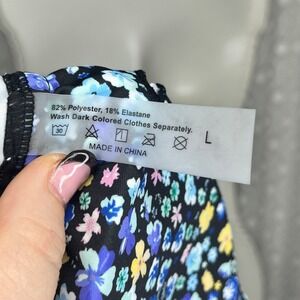 82% Polyester, 18% Elastane
Wash Dark Colored Clothes Separately.
30
L
MADE IN CHINA